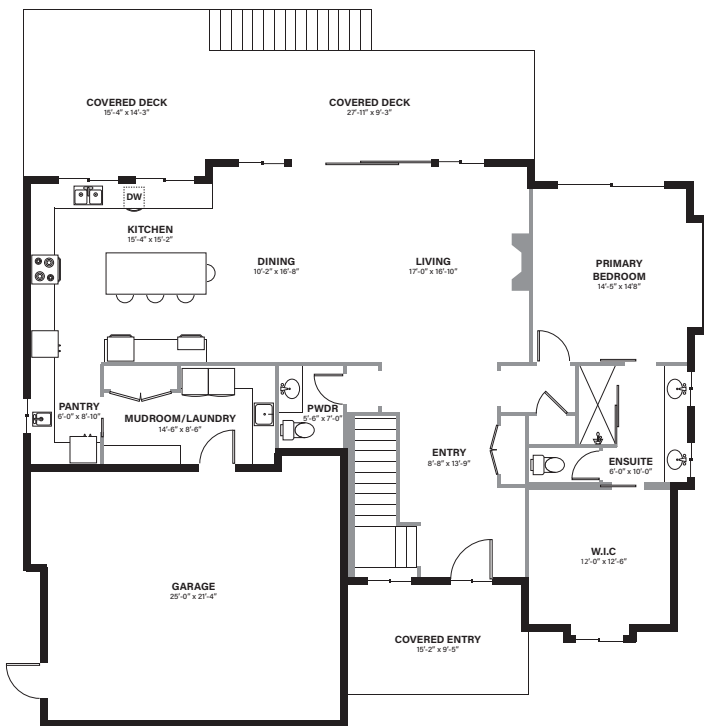 COVERED DECK
15'-4" x 14'-3"
COVERED DECK
27'-11" x 9'-3"
DW
KITCHEN
15'-4" x 15'-2"
DINING
10'-2" x 16'-8"
LIVING
17'-0" x 16'-10"
PRIMARY
BEDROOM
14'-5" x 14'8"
PANTRY
6'-0" x 8'-10"
MUDROOM/LAUNDRY
14'-6" x 8'-6"
PWDR
5'-6" x 7'-0"
ENTRY
8'-8" x 13'-9"
ENSUITE
6'-0" x 10'-0"
W.I.C
12'-0" x 12'-6"
GARAGE
25'-0" x 21'-4"
COVERED ENTRY
15'-2" x 9'-5"